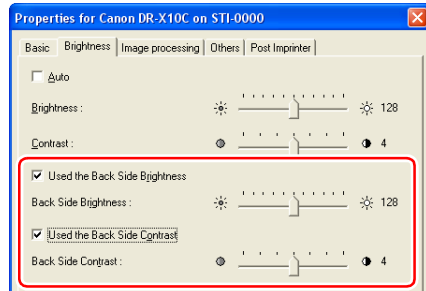 Properties for Canon DR-X10C on STI-0000
Basic Brightness Image processing Others Post Imprinter
Auto
Brightness : 128
Contrast : 4
Used the Back Side Brightness
Back Side Brightness : 128
Used the Back Side Contrast
Back Side Contrast : 4